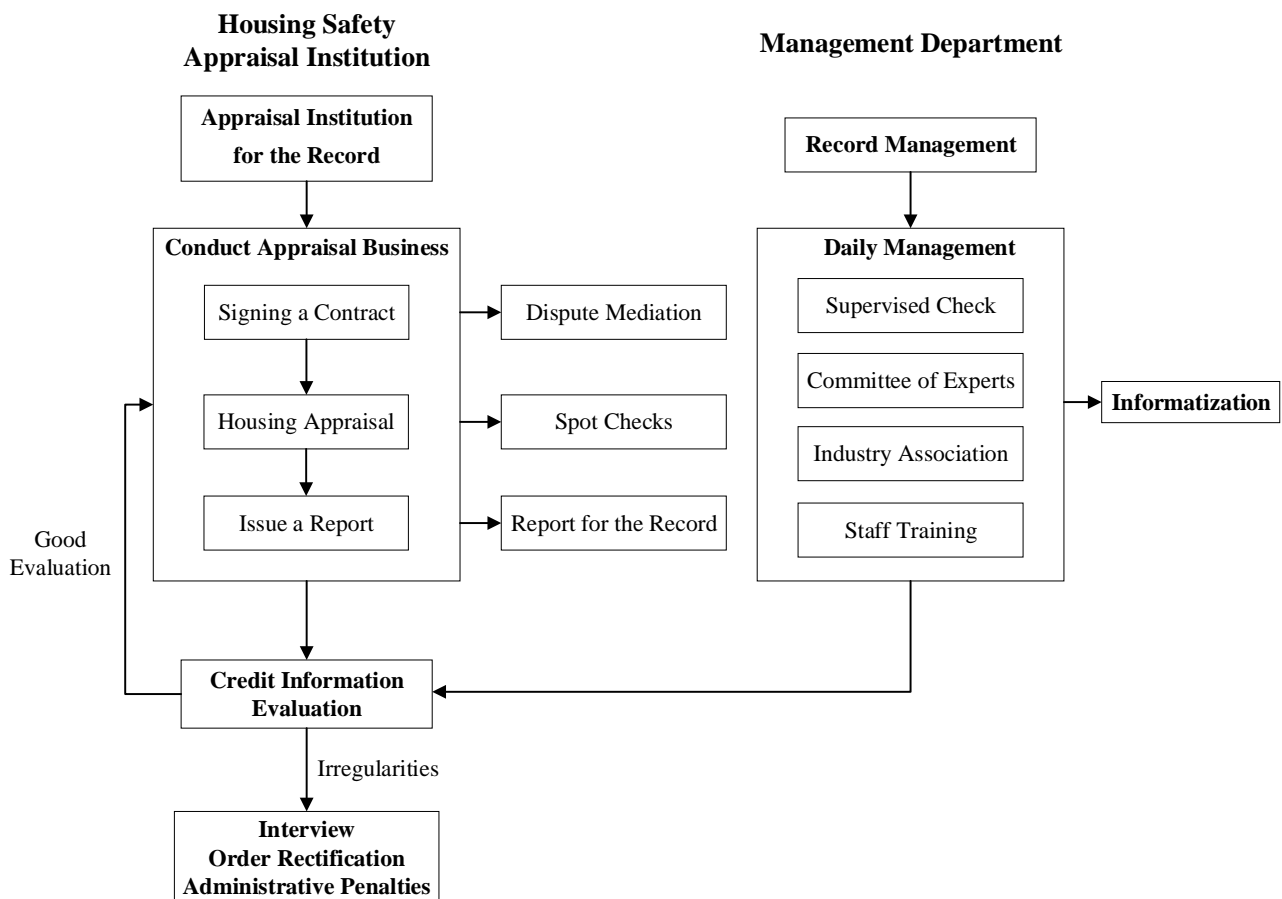 Housing Safety
Appraisal Institution
Management Department
Appraisal Institution
for the Record
Record Management
Conduct Appraisal Business
Daily Management
Signing a Contract
Dispute Mediation
Supervised Check
Committee of Experts
Informatization
Housing Appraisal
Spot Checks
Industry Association
Issue a Report
Report for the Record
Staff Training
Good
Evaluation
Credit Information
Evaluation
Irregularities
Interview
Order Rectification
Administrative Penalties